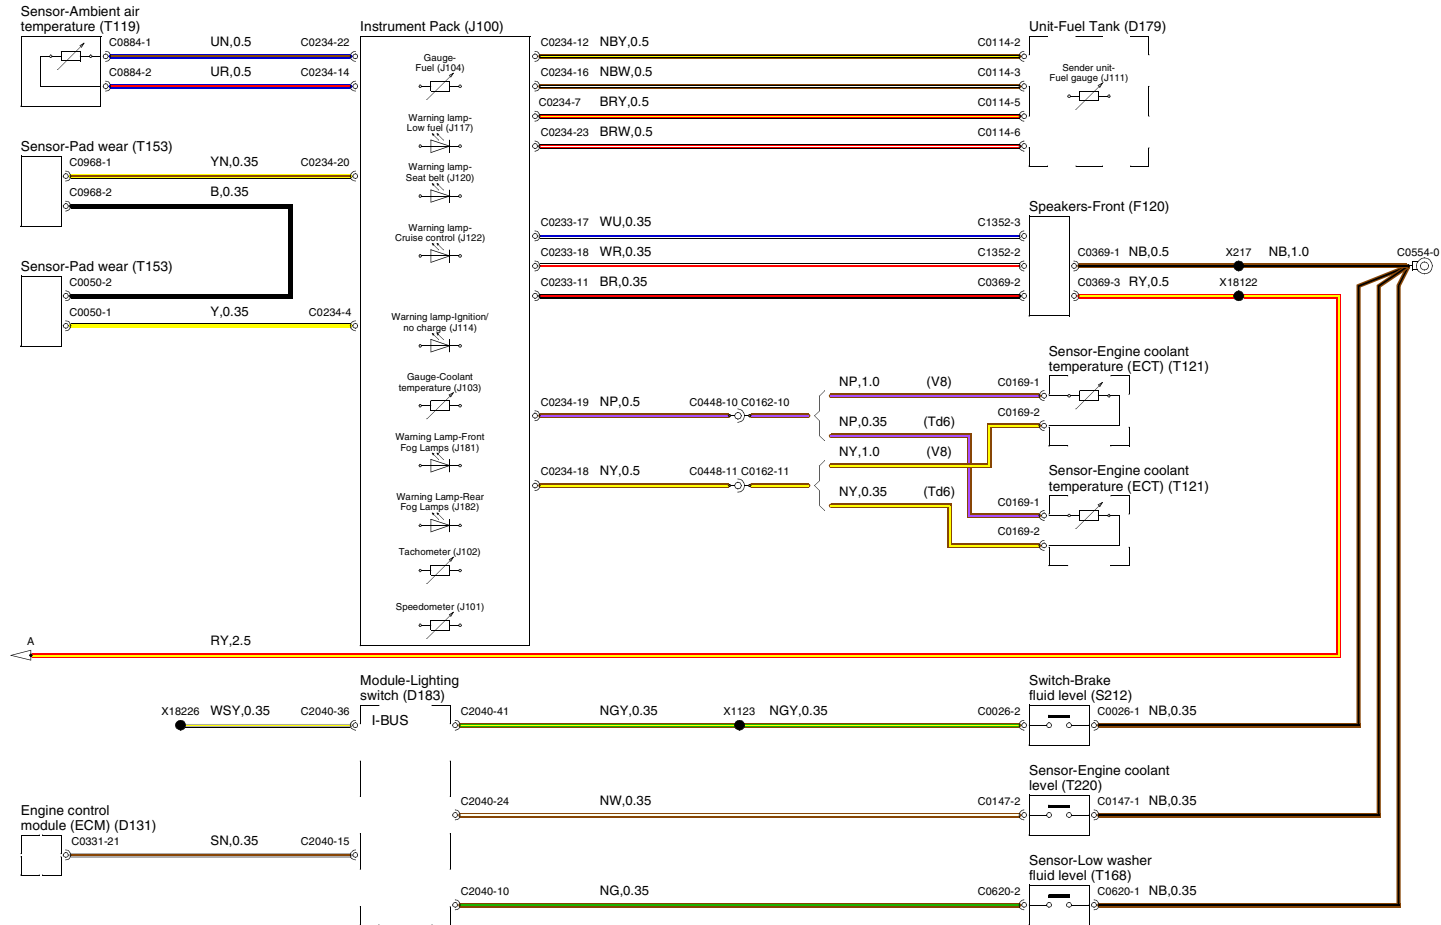 Sensor-Ambient air
temperature (T119)
C0884-1 UN,0.5 C0234-22
C0884-2 UR,0.5 C0234-14
Sensor-Pad wear (T153)
C0968-1 YN,0.35 C0234-20
C0968-2 B,0.35
Sensor-Pad wear (T153)
C0050-2
C0050-1 Y,0.35 C0234-4
Instrument Pack (J100)
Gauge-
Fuel (J104)
Warning lamp-
Low fuel (J117)
Warning lamp-
Seat belt (J120)
Warning lamp-
Cruise control (J122)
Warning lamp-Ignition/
no charge (J114)
Gauge-Coolant
temperature (J103)
Warning Lamp-Front
Fog Lamps (J181)
Warning Lamp-Rear
Fog Lamps (J182)
Tachometer (J102)
Speedometer (J101)
C0234-12 NBY,0.5 C0114-2
C0234-16 NBW,0.5 C0114-3
C0234-7 BRY,0.5 C0114-5
C0234-23 BRW,0.5 C0114-6
Unit-Fuel Tank (D179)
Sender unit-
Fuel gauge (J111)
C0233-17 WU,0.35 C1352-3
C0233-18 WR,0.35 C1352-2
C0233-11 BR,0.35 C0369-2
Speakers-Front (F120)
C0369-1 NB,0.5 X217 NB,1.0 C0554-0
C0369-3 RY,0.5 X18122
C0234-19 NP,0.5 C0448-10 C0162-10
NP,1.0 (V8) C0169-1
NP,0.35 (Td6)
C0169-2
Sensor-Engine coolant
temperature (ECT) (T121)
C0234-18 NY,0.5 C0448-11 C0162-11
NY,1.0 (V8)
NY,0.35 (Td6)
Sensor-Engine coolant
temperature (ECT) (T121)
C0169-1
C0169-2
A RY,2.5
Module-Lighting
switch (D183)
I-BUS
X18226 WSY,0.35 C2040-36
C2040-41 NGY,0.35 X1123 NGY,0.35 C0026-2
Switch-Brake
fluid level (S212)
C0026-1 NB,0.35
C2040-24 NW,0.35 C0147-2
Sensor-Engine coolant
level (T220)
C0147-1 NB,0.35
Engine control
module (ECM) (D131)
C0331-21 SN,0.35 C2040-15
C2040-10 NG,0.35 C0620-2
Sensor-Low washer
fluid level (T168)
C0620-1 NB,0.35